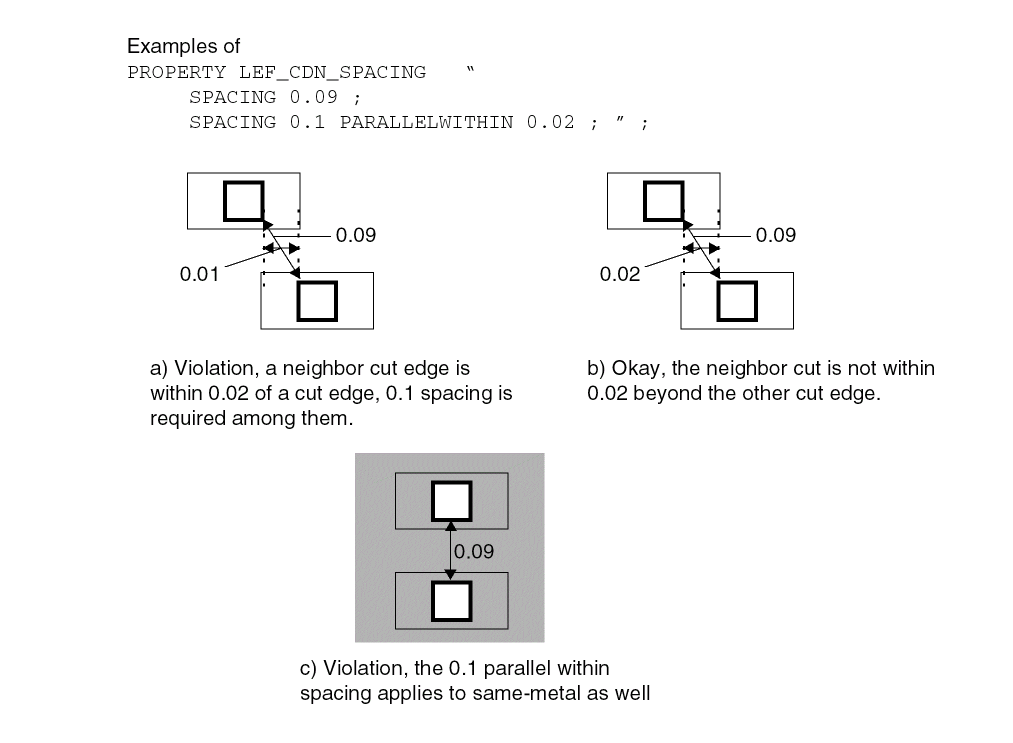 Examples of
PROPERTY LEF_CDN_SPACING “
SPACING 0.09 ;
SPACING 0.1 PARALLELWITHIN 0.02 ; ” ;
0.09
0.01
0.09
0.02
a) Violation, a neighbor cut edge is
within 0.02 of a cut edge, 0.1 spacing is
required among them.
b) Okay, the neighbor cut is not within
0.02 beyond the other cut edge.
0.09
c) Violation, the 0.1 parallel within
spacing applies to same-metal as well